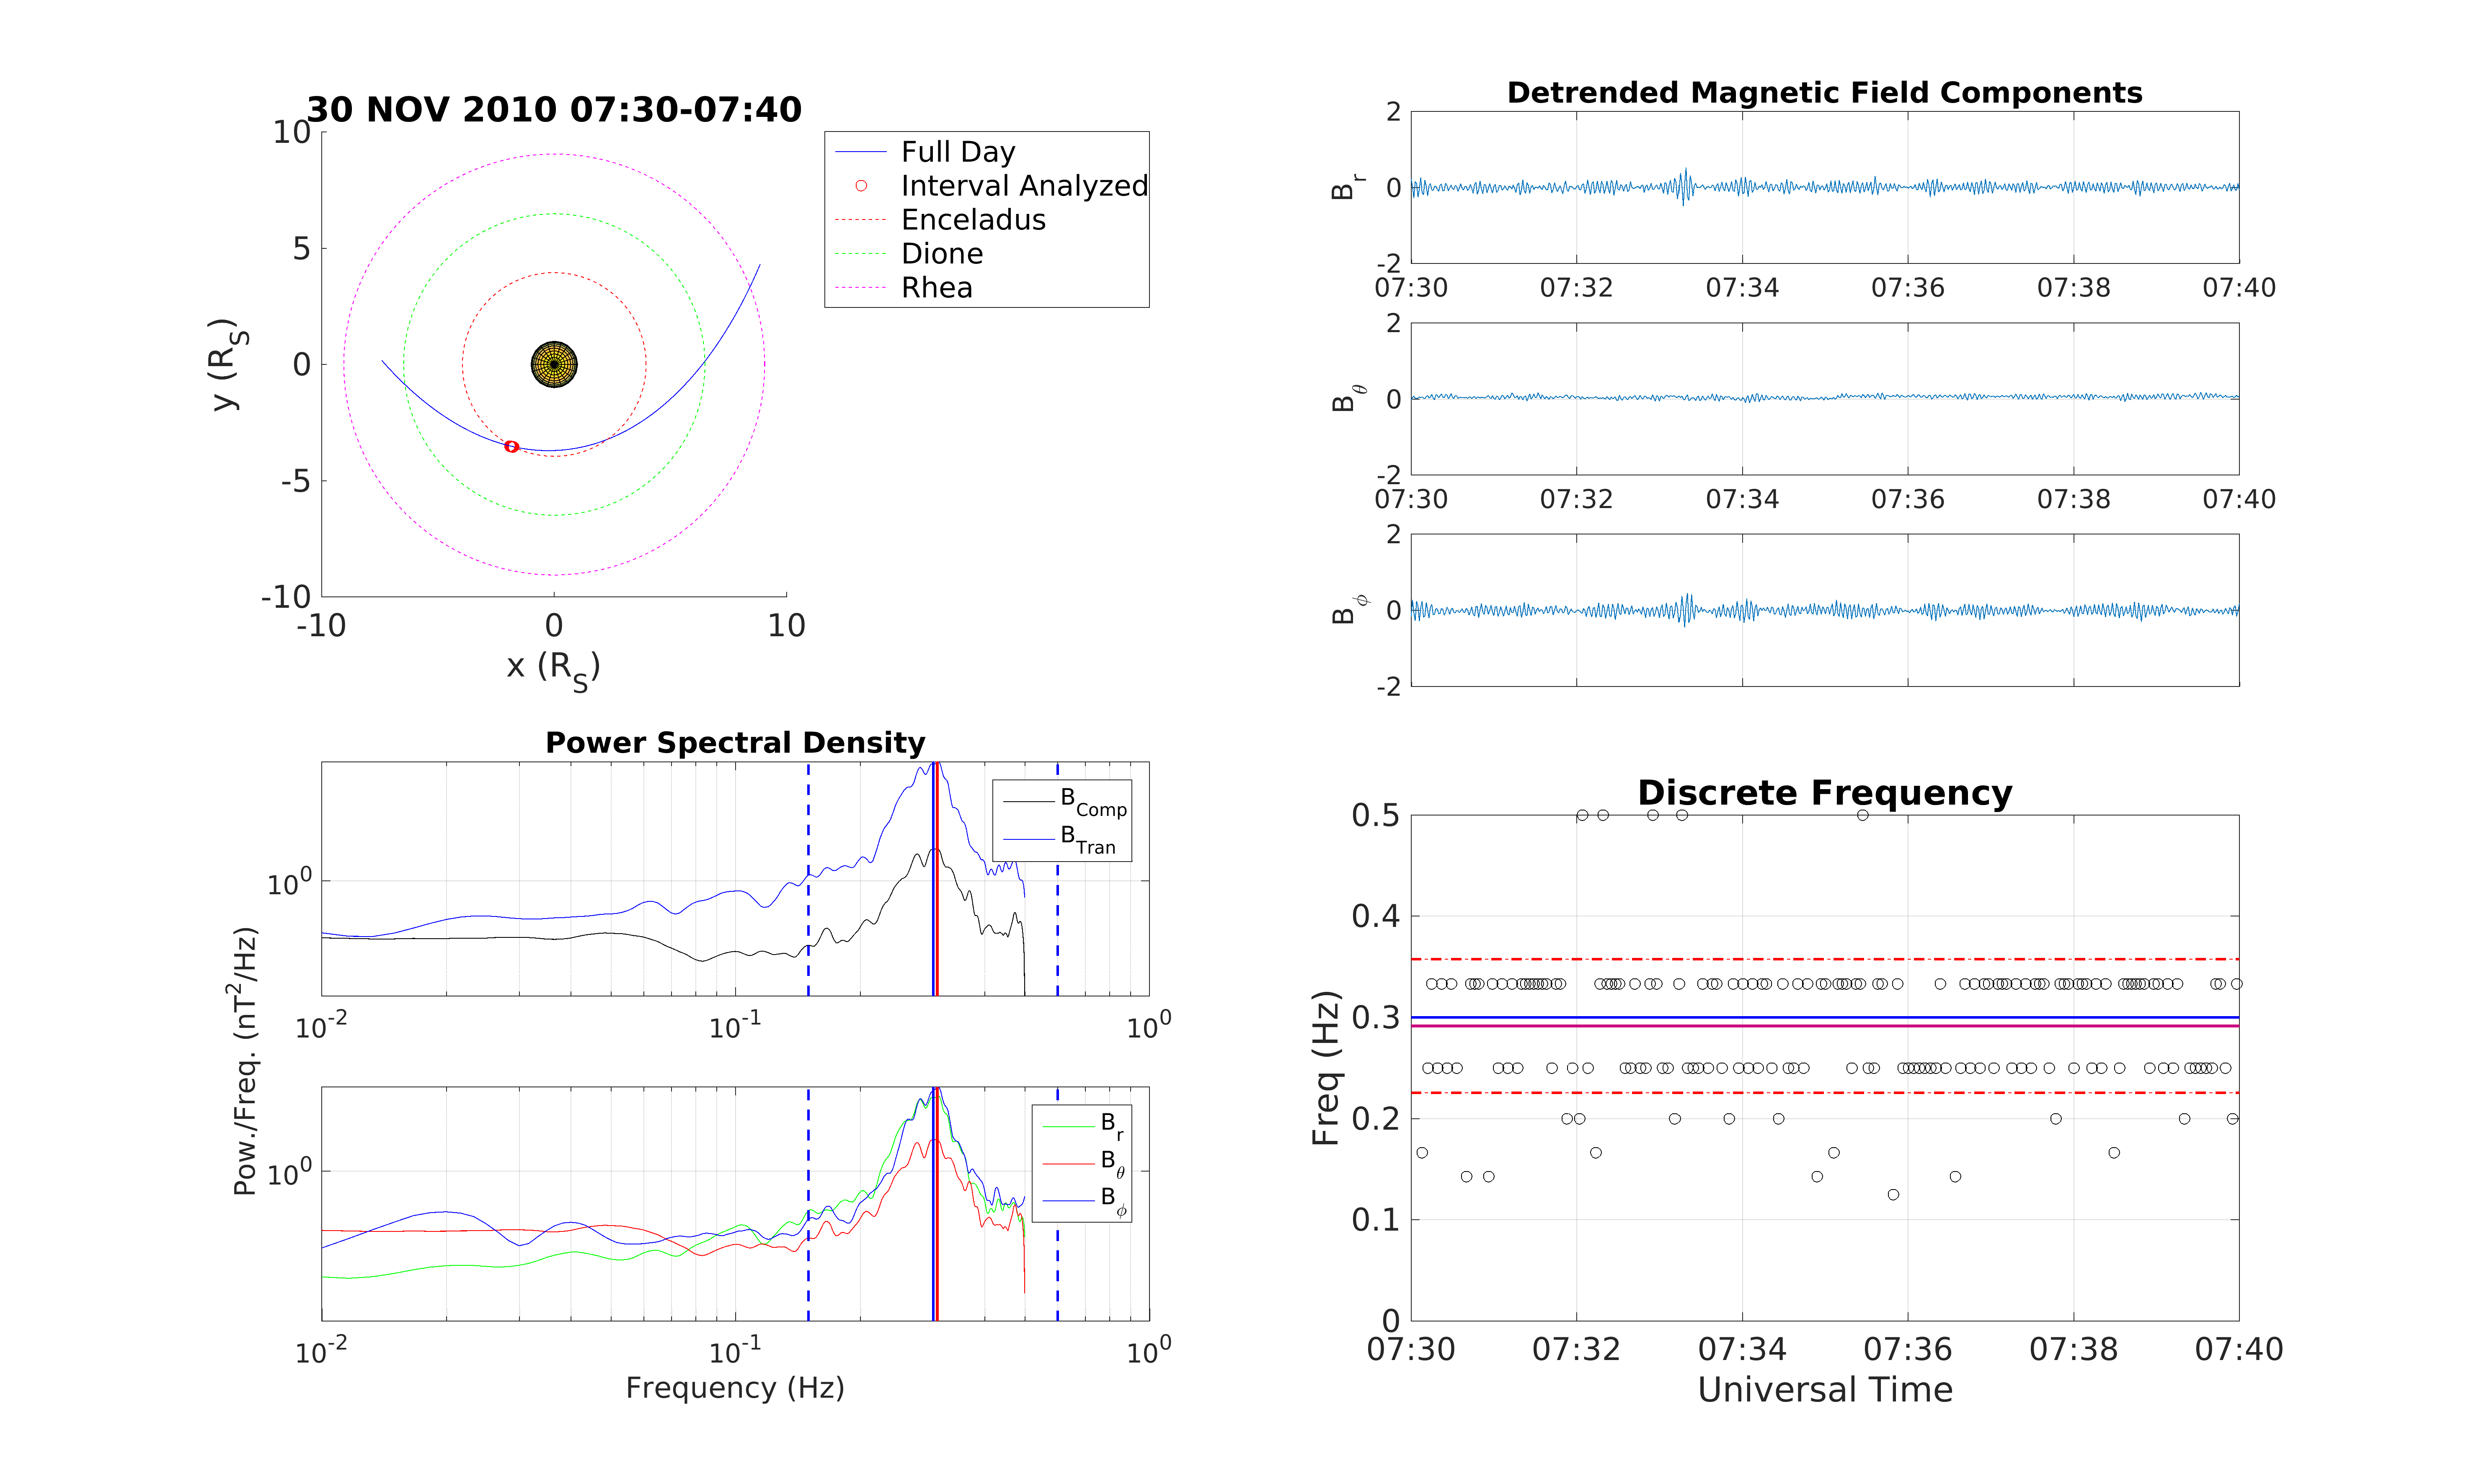 30 NOV 2010 07:30-07:40
10
5
0
-5
-10
-10 0 10
y (R_S)
x (R_S)
Full Day
Interval Analyzed
Enceladus
Dione
Rhea
Detrended Magnetic Field Components
2
0
-2
B_r
07:30 07:32 07:34 07:36 07:38 07:40
2
0
-2
B_θ
07:30 07:32 07:34 07:36 07:38 07:40
2
0
-2
B_ϕ
Power Spectral Density
B_Comp
B_Tran
10^0
10^-2 10^-1 10^0
Pow./Freq. (nT^2/Hz)
B_r
B_θ
B_ϕ
10^0
10^-2 10^-1 10^0
Frequency (Hz)
Discrete Frequency
0.5
0.4
0.3
0.2
0.1
0
Freq (Hz)
07:30 07:32 07:34 07:36 07:38 07:40
Universal Time